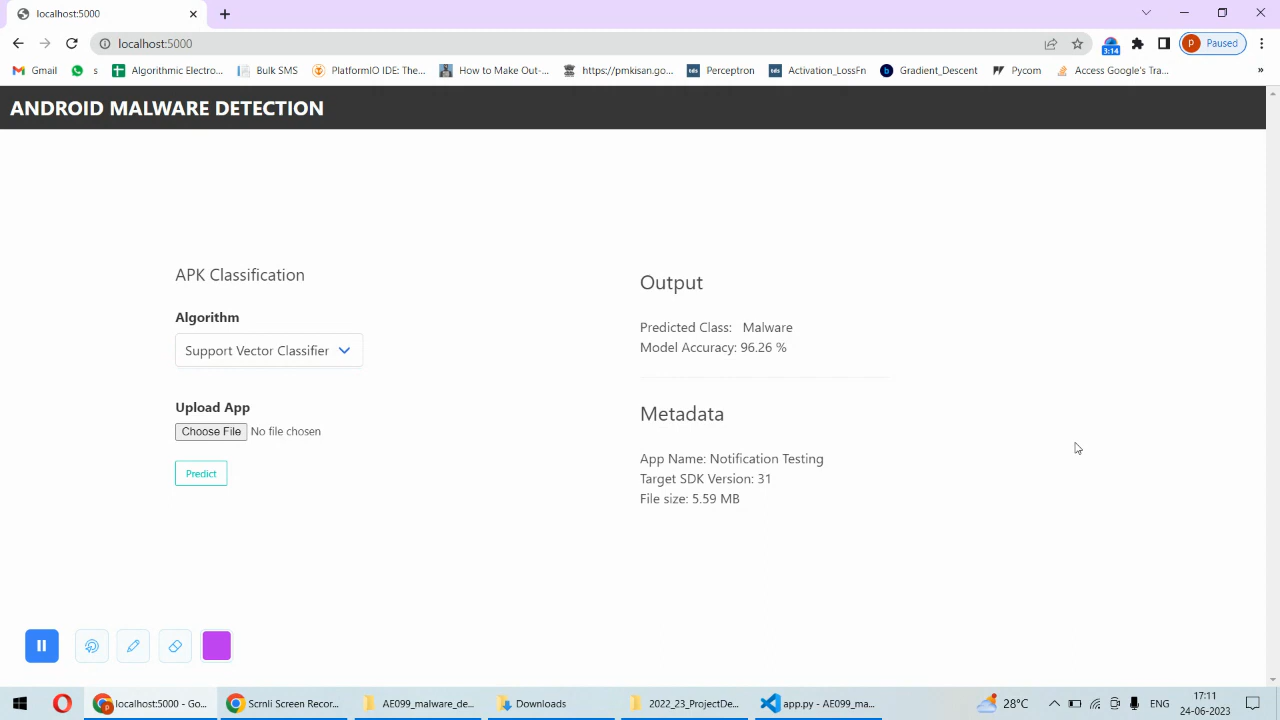 localhost:5000
localhost:5000
3:14
P
Paused
Gmail
s
Algorithmic Electro...
Bulk SMS
PlatformIO: The...
How to Make Out-...
https://pmkisan.go...
tds
Perceptron
tds
Activation_LossFn
b
Gradient_Descent
Pycom
Access Google's Tra...
»
ANDROID MALWARE DETECTION
APK Classification
Algorithm
Support Vector Classifier
Upload App
Choose File No file chosen
Predict
Output
Predicted Class: Malware
Model Accuracy: 96.26 %
Metadata
App Name: Notification Testing
Target SDK Version: 31
File size: 5.59 MB
localhost:5000 - Go...
Scrnli Screen Recor...
AE099_malware_de...
Downloads
2022_23_ProjectDe...
app.py - AE099_ma...
28°C
ENG
17:11
24-06-2023